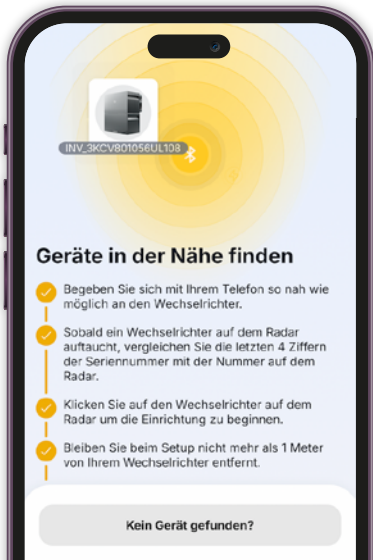 INV_3KCV801056UL108
Geräte in der Nähe finden
Begeben Sie sich mit Ihrem Telefon so nah wie
möglich an den Wechselrichter.
Sobald ein Wechselrichter auf dem Radar
auftaucht, vergleichen Sie die letzten 4 Ziffern
der Seriennummer mit der Nummer auf dem
Radar.
Klicken Sie auf den Wechselrichter auf dem
Radar um die Einrichtung zu beginnen.
Bleiben Sie beim Setup nicht mehr als 1 Meter
von Ihrem Wechselrichter entfernt.
Kein Gerät gefunden?